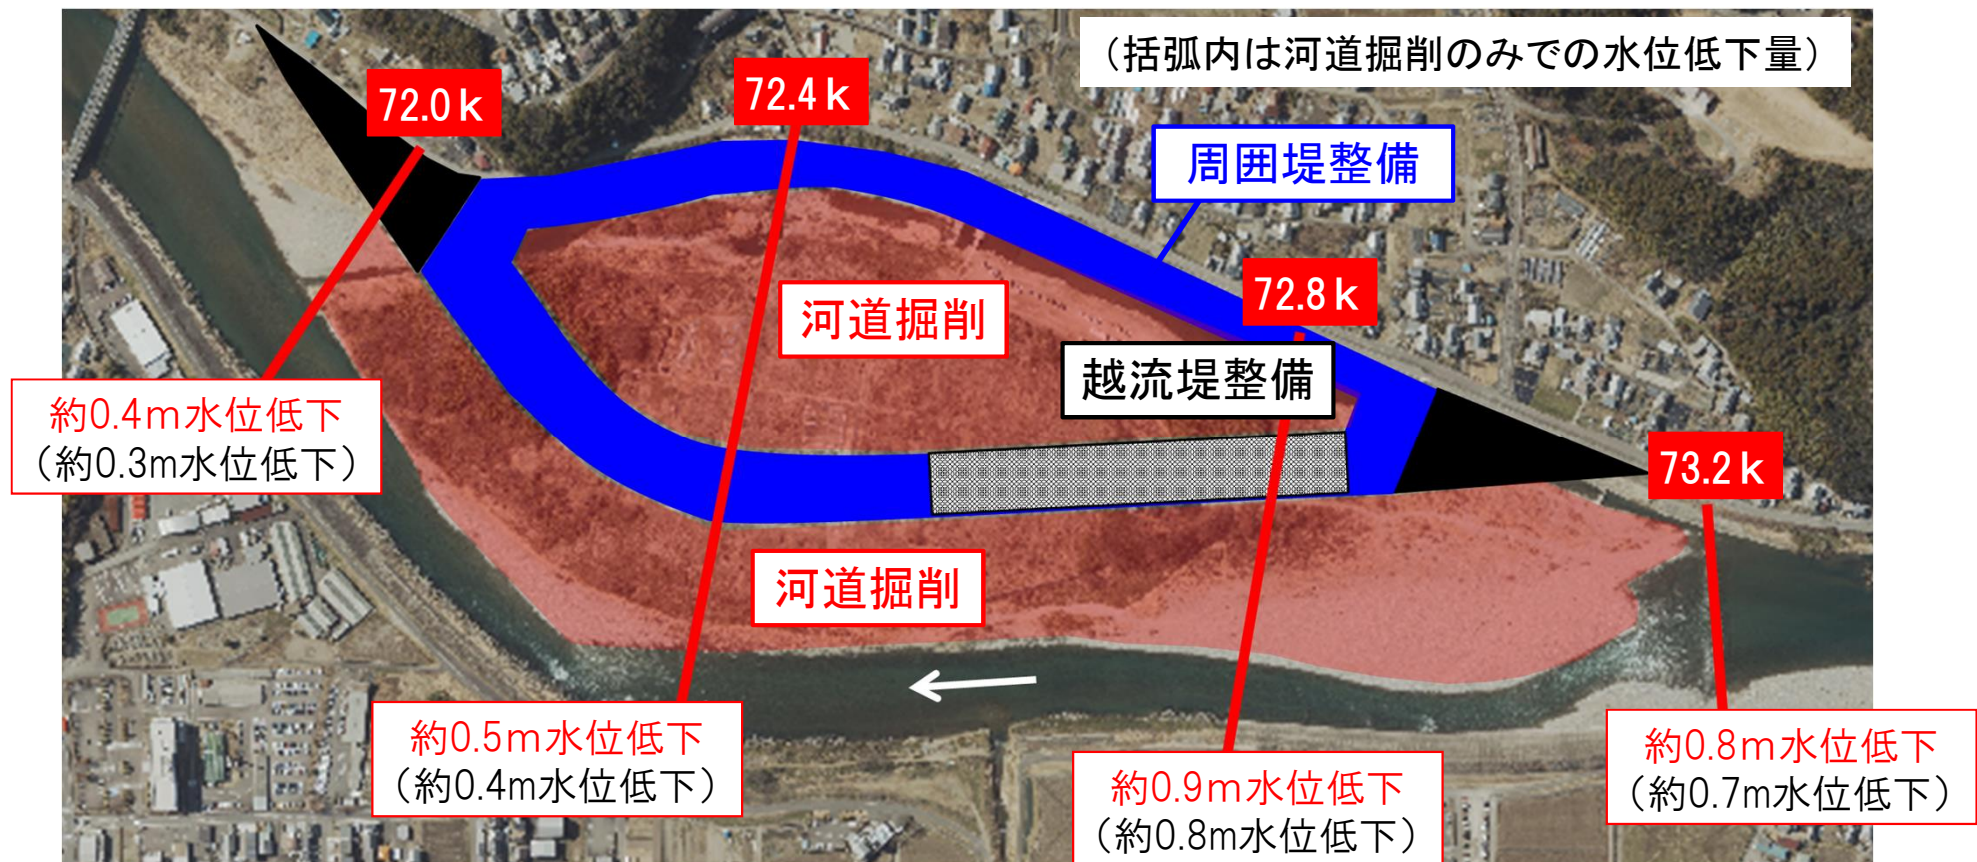 （括弧内は河道掘削のみでの水位低下量）
72.0ｋ
72.4ｋ
周囲堤整備
72.8ｋ
河道掘削
越流堤整備
約0.4ｍ水位低下
（約0.3m水位低下）
73.2ｋ
河道掘削
約0.5ｍ水位低下
（約0.4m水位低下）
約0.9ｍ水位低下
（約0.8m水位低下）
約0.8ｍ水位低下
（約0.7m水位低下）